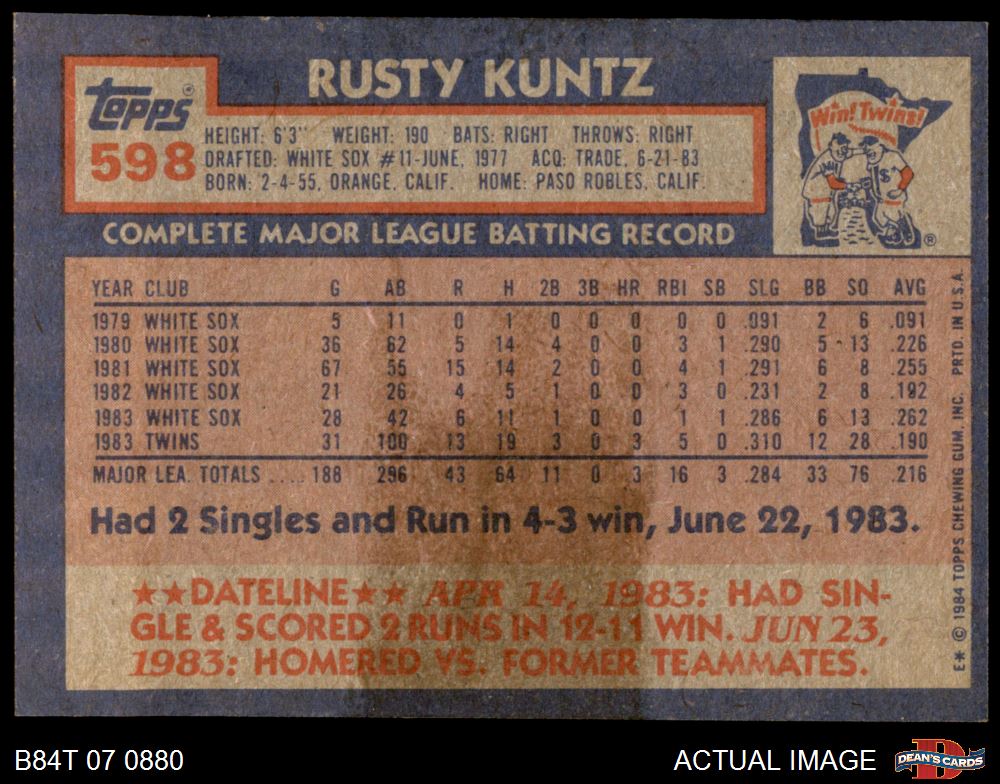 RUSTY KUNTZ
Topps ®
598
HEIGHT: 6'3" WEIGHT: 190 BATS: RIGHT THROWS: RIGHT
DRAFTED: WHITE SOX #11-JUNE, 1977 ACQ: TRADE, 6-21-83
BORN: 2-4-55, ORANGE, CALIF. HOME: PASO ROBLES, CALIF.
Win! Twins!
$
®
COMPLETE MAJOR LEAGUE BATTING RECORD
YEAR CLUB G AB R H 2B 3B HR RBI SB SLG BB SO AVG
1979 WHITE SOX 5 11 0 1 0 0 0 0 0 .091 2 6 .091
1980 WHITE SOX 36 62 5 14 4 0 0 3 1 .290 5 13 .226
1981 WHITE SOX 67 55 15 14 2 0 0 4 1 .291 6 8 .255
1982 WHITE SOX 21 26 4 5 1 0 0 3 0 .231 2 8 .192
1983 WHITE SOX 28 42 6 11 1 0 0 1 1 .286 6 13 .262
1983 TWINS 31 100 13 19 3 0 3 5 0 .310 12 28 .190
MAJOR LEA. TOTALS .... 188 296 43 64 11 0 3 16 3 .284 33 76 .216
Had 2 Singles and Run in 4-3 win, June 22, 1983.
★★DATELINE★★ APR 14, 1983: HAD SIN-
GLE & SCORED 2 RUNS IN 12-11 WIN. JUN 23,
1983: HOMERED VS. FORMER TEAMMATES.
E* © 1984 TOPPS CHEWING GUM, INC. PRTD. IN U.S.A.
B84T 07 0880
ACTUAL IMAGE
DEAN'S CARDS